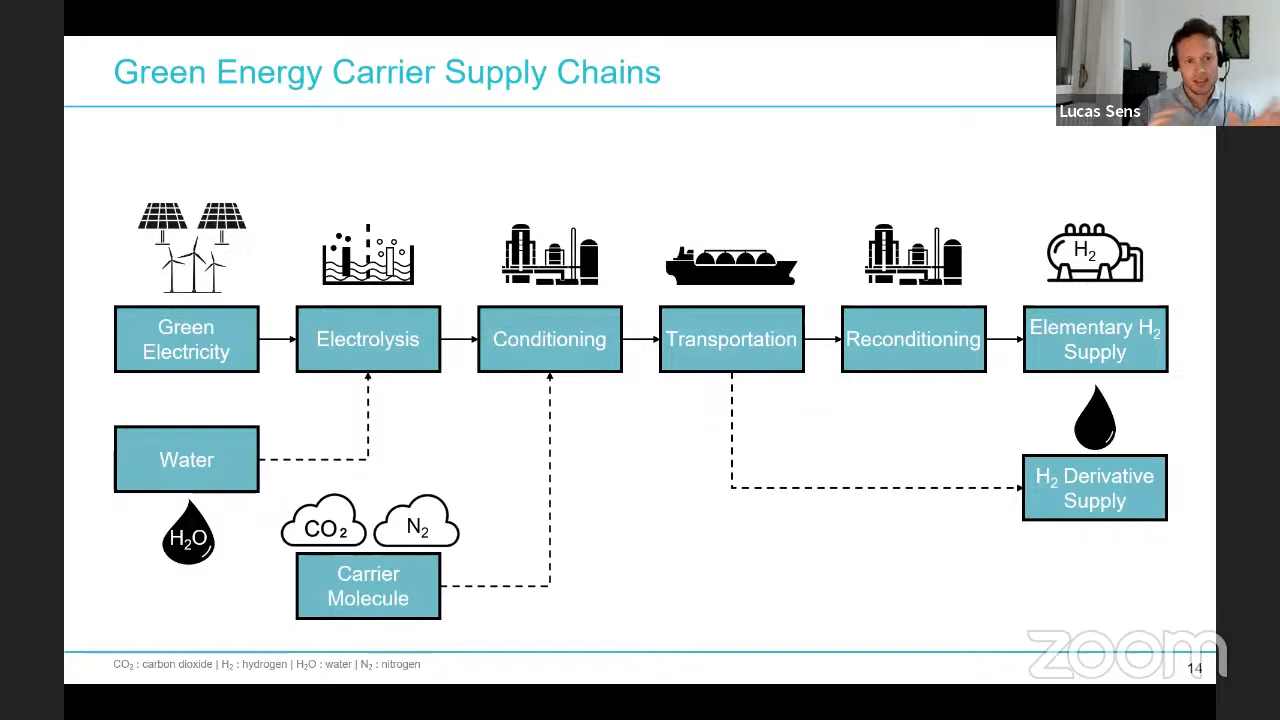 Green Energy Carrier Supply Chains
Lucas Sens
H2
Green
Electricity
Electrolysis
Conditioning
Transportation
Reconditioning
Elementary H2
Supply
Water
H2O
CO2
N2
Carrier
Molecule
H2 Derivative
Supply
CO2 : carbon dioxide | H2 : hydrogen | H2O : water | N2 : nitrogen
zoom
14